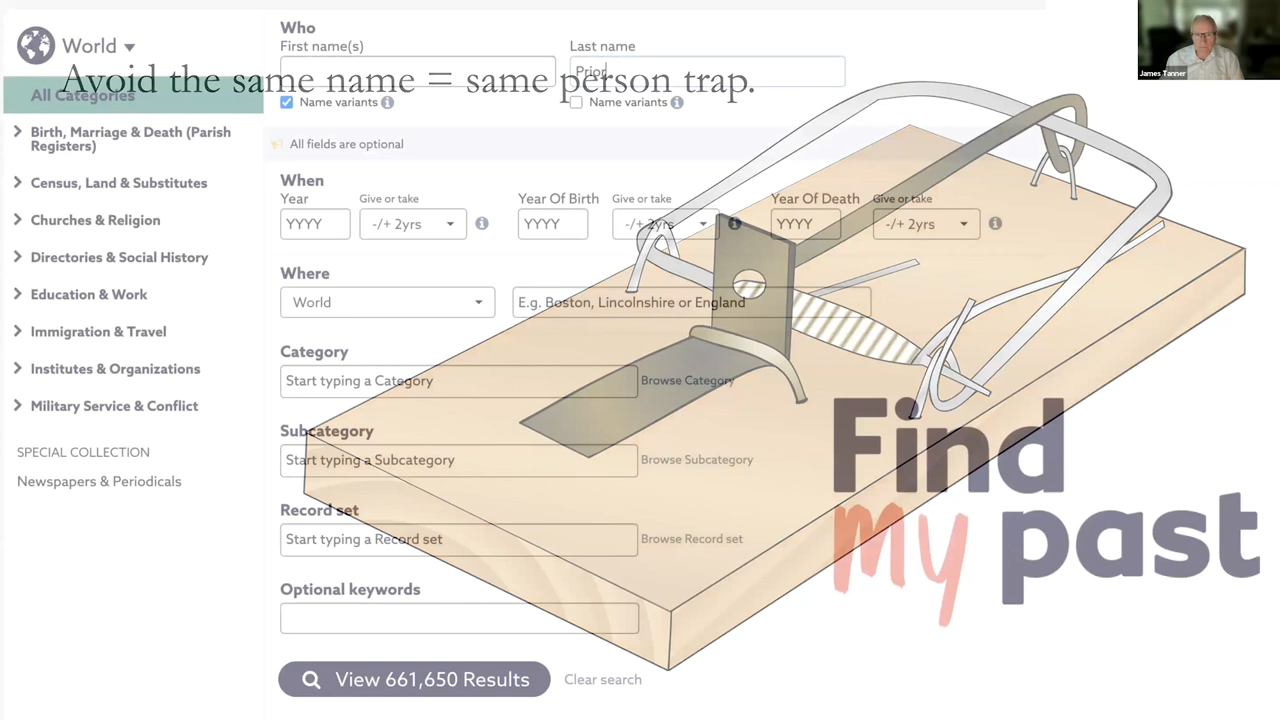 World
Who
First name(s)
Last name
James Tanner
Avoid the same name = same person trap.
Prior
All Categories
Name variants
Name variants
Birth, Marriage & Death (Parish
Registers)
Census, Land & Substitutes
Churches & Religion
Directories & Social History
Education & Work
Immigration & Travel
Institutes & Organizations
Military Service & Conflict
SPECIAL COLLECTION
Newspapers & Periodicals
All fields are optional
When
Year
Give or take
Year Of Birth
Give or take
Year Of Death
Give or take
YYYY
-/+ 2yrs
YYYY
-/+ 2yrs
YYYY
-/+ 2yrs
Where
World
E.g. Boston, Lincolnshire or England
Category
Start typing a Category
Browse Category
Subcategory
Start typing a Subcategory
Browse Subcategory
Record set
Start typing a Record set
Browse Record set
Optional keywords
View 661,650 Results
Clear search
Find
my past